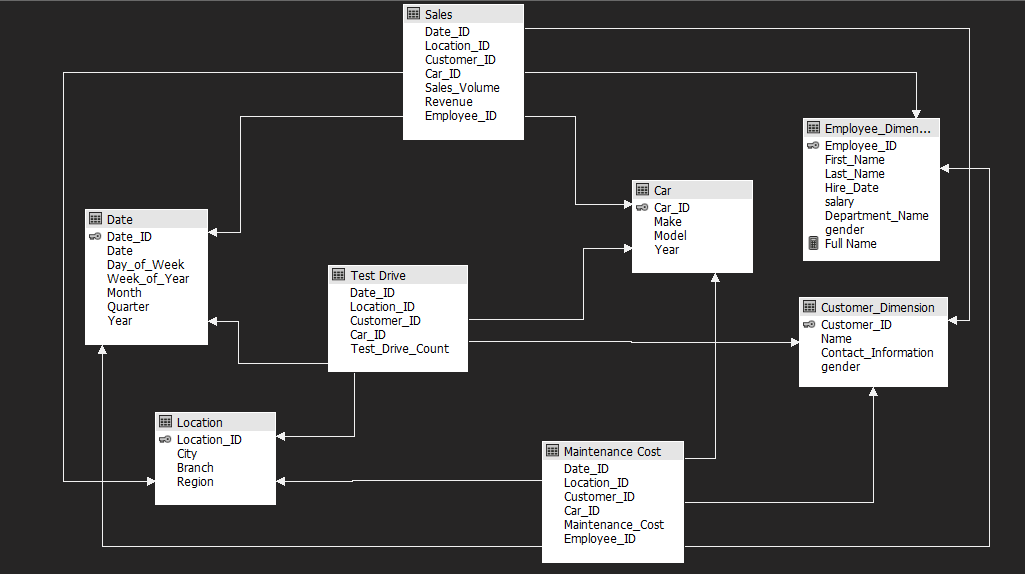 Sales
Date_ID
Location_ID
Customer_ID
Car_ID
Sales_Volume
Revenue
Employee_ID
Employee_Dimen...
Employee_ID
First_Name
Last_Name
Hire_Date
salary
Department_Name
gender
Full Name
Car
Car_ID
Make
Model
Year
Date
Date_ID
Date
Day_of_Week
Week_of_Year
Month
Quarter
Year
Test Drive
Date_ID
Location_ID
Customer_ID
Car_ID
Test_Drive_Count
Customer_Dimension
Customer_ID
Name
Contact_Information
gender
Location
Location_ID
City
Branch
Region
Maintenance Cost
Date_ID
Location_ID
Customer_ID
Car_ID
Maintenance_Cost
Employee_ID